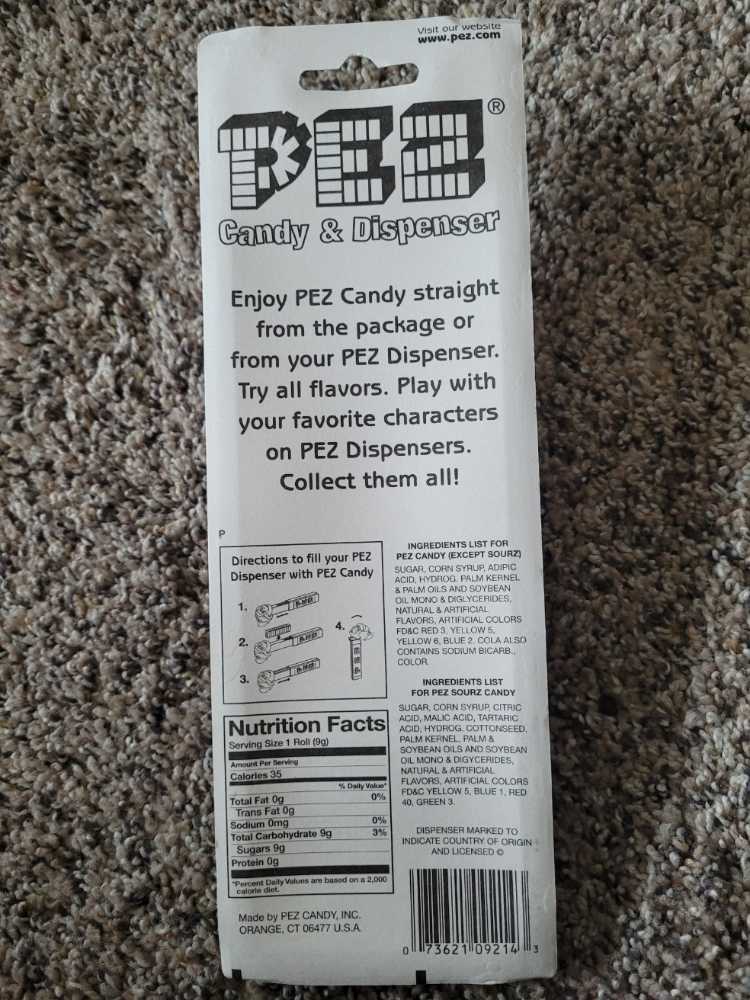 Visit our website
www.pez.com
PEZ®
Candy & Dispenser
Enjoy PEZ Candy straight
from the package or
from your PEZ Dispenser.
Try all flavors. Play with
your favorite characters
on PEZ Dispensers.
Collect them all!
P
Directions to fill your PEZ
Dispenser with PEZ Candy
1.
2.
3.
4.
Nutrition Facts
Serving Size 1 Roll (9g)
Amount Per Serving
Calories 35
% Daily Value*
Total Fat 0g 0%
Trans Fat 0g
Sodium 0mg 0%
Total Carbohydrate 9g 3%
Sugars 9g
Protein 0g
*Percent Daily Values are based on a 2,000
calorie diet.
Made by PEZ CANDY, INC.
ORANGE, CT 06477 U.S.A.
INGREDIENTS LIST FOR
PEZ CANDY (EXCEPT SOURZ)
SUGAR, CORN SYRUP, ADIPIC
ACID, HYDROG. PALM KERNEL
& PALM OILS AND SOYBEAN
OIL MONO & DIGLYCERIDES,
NATURAL & ARTIFICIAL
FLAVORS, ARTIFICIAL COLORS
FD&C RED 3, YELLOW 5,
YELLOW 6, BLUE 2. COLA ALSO
CONTAINS SODIUM BICARB.,
COLOR.
INGREDIENTS LIST
FOR PEZ SOURZ CANDY
SUGAR, CORN SYRUP, CITRIC
ACID, MALIC ACID, TARTARIC
ACID, HYDROG. COTTONSEED,
PALM KERNEL, PALM &
SOYBEAN OILS AND SOYBEAN
OIL MONO & DIGYCERIDES,
NATURAL & ARTIFICIAL
FLAVORS, ARTIFICIAL COLORS
FD&C YELLOW 5, BLUE 1, RED
40, GREEN 3.
DISPENSER MARKED TO
INDICATE COUNTRY OF ORIGIN
AND LICENSED ©
0 73621 09214 3